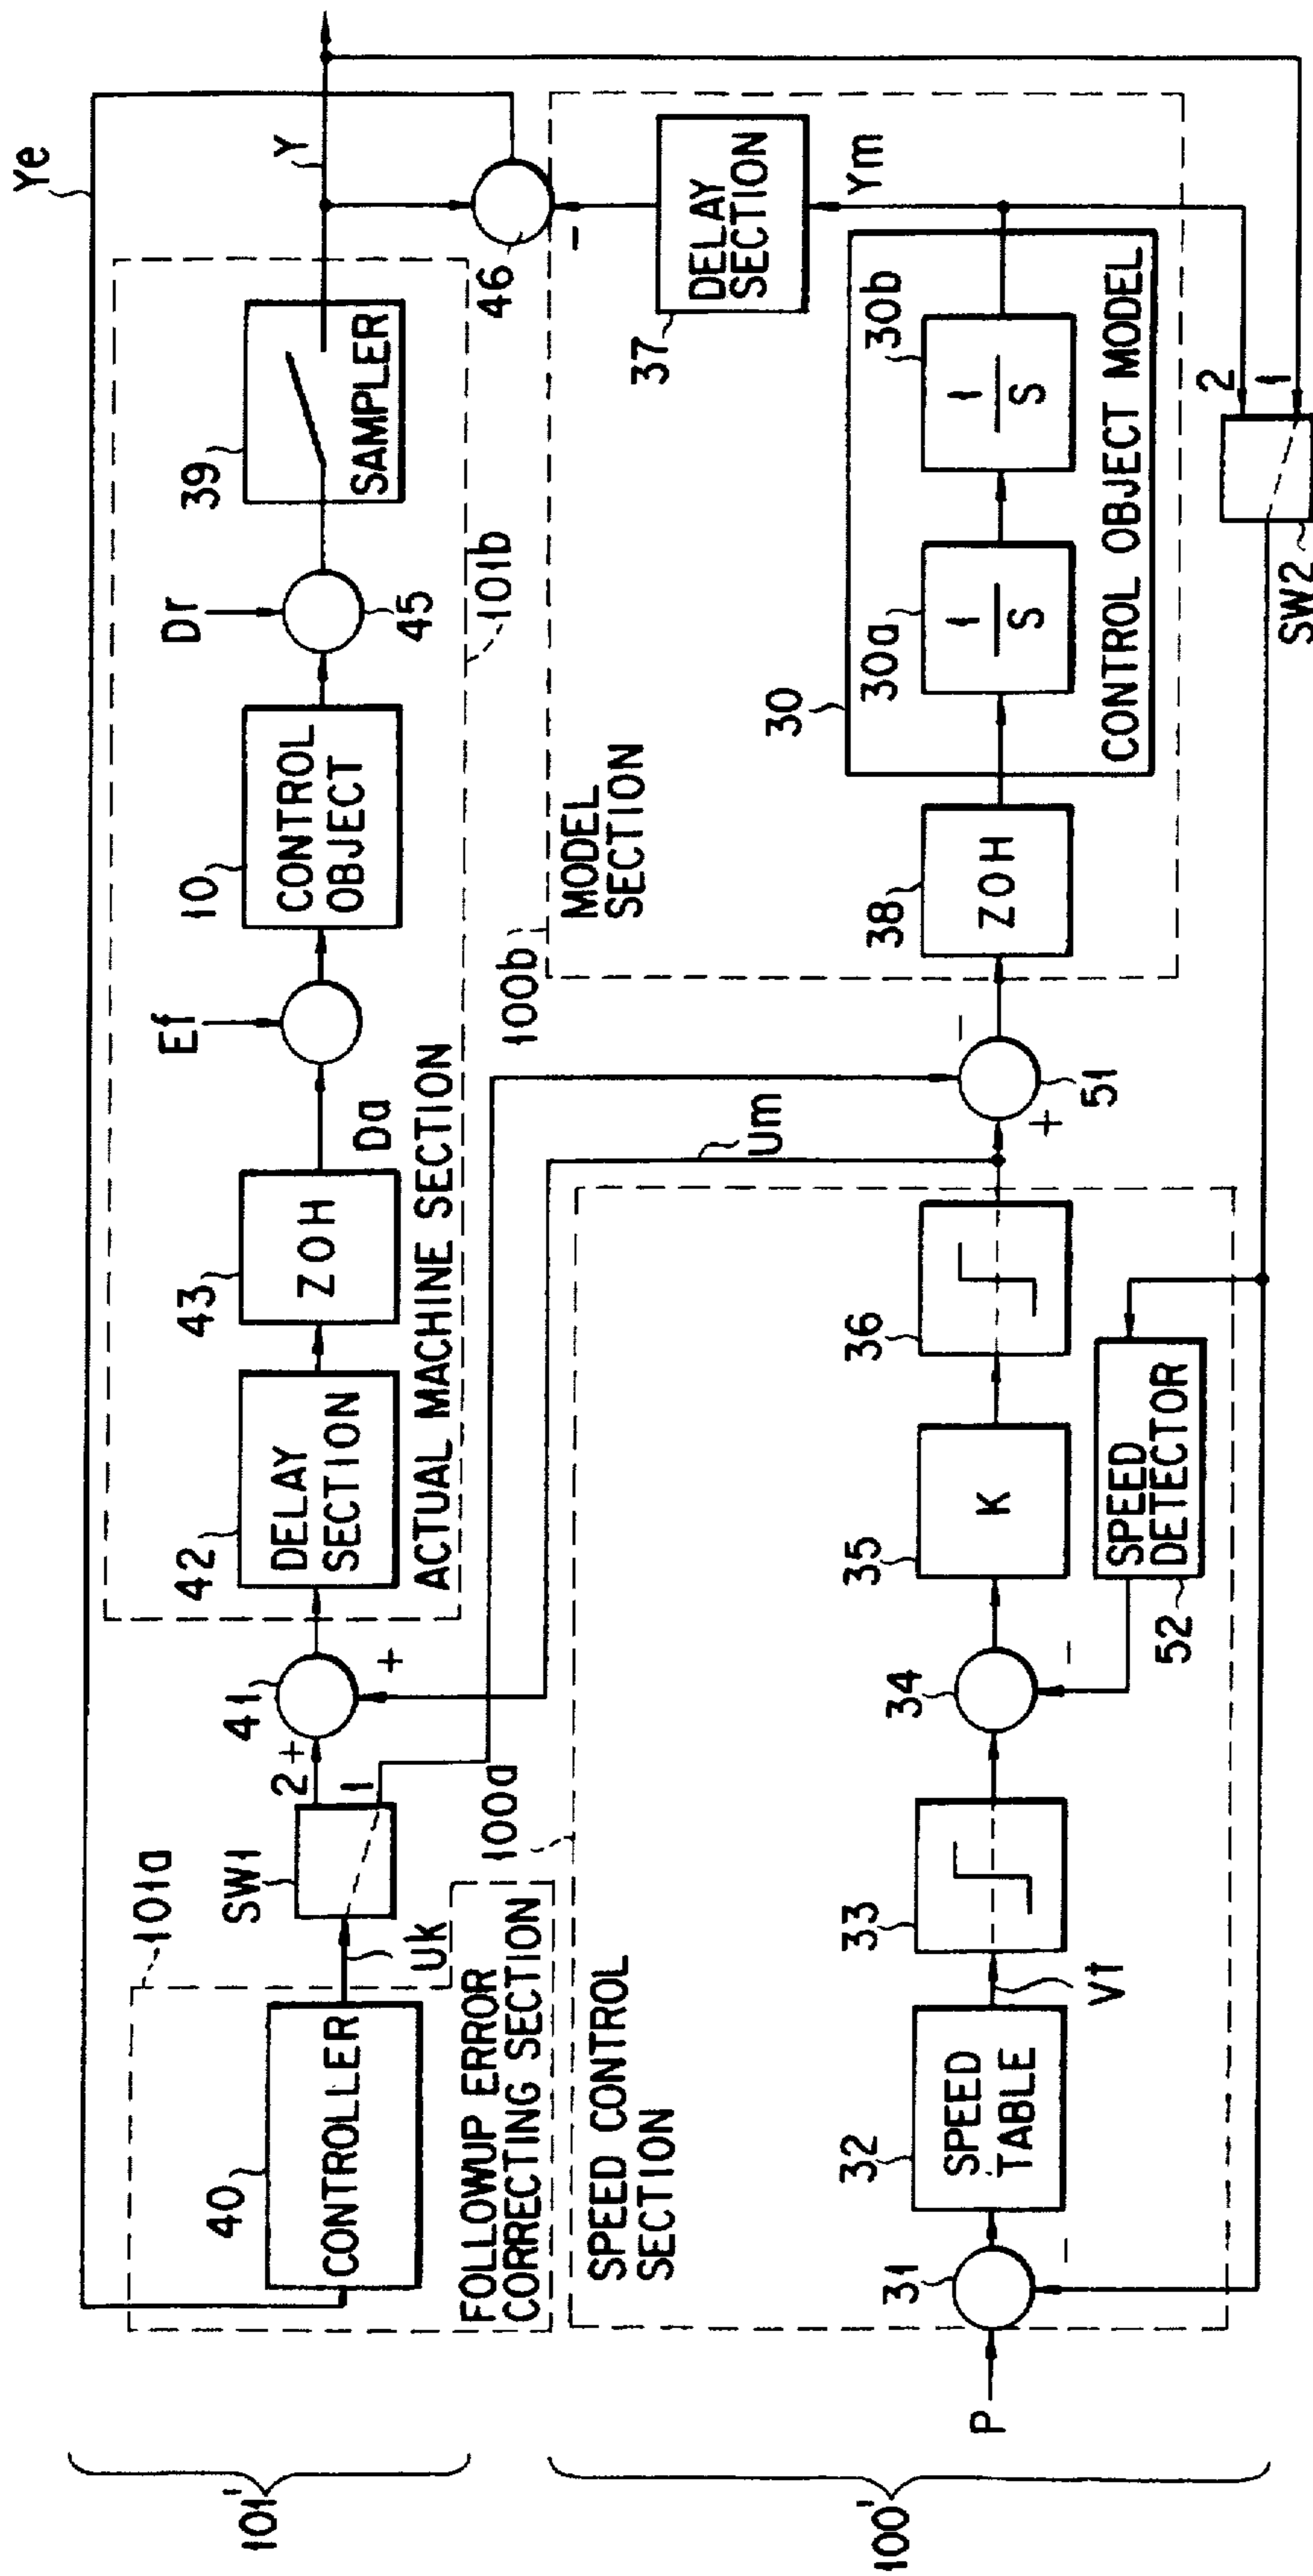 Ye
101'
101a
40
CONTROLLER
FOLLOWUP ERROR
CORRECTING SECTION
Uk
SW1
2
1
+
41
+
42
DELAY
SECTION
43
ZOH
Da
ACTUAL MACHINE SECTION
Ef
10
CONTROL
OBJECT
Dr
45
101b
39
SAMPLER
Y
46
-
100'
100a
SPEED CONTROL
SECTION
P
31
-
32
SPEED
TABLE
Vt
33
34
-
35
K
36
52
SPEED
DETECTOR
Um
+
-
51
100b
MODEL
SECTION
38
ZOH
30
30a
1
S
30b
1
S
CONTROL OBJECT MODEL
37
DELAY
SECTION
Ym
2
1
SW2